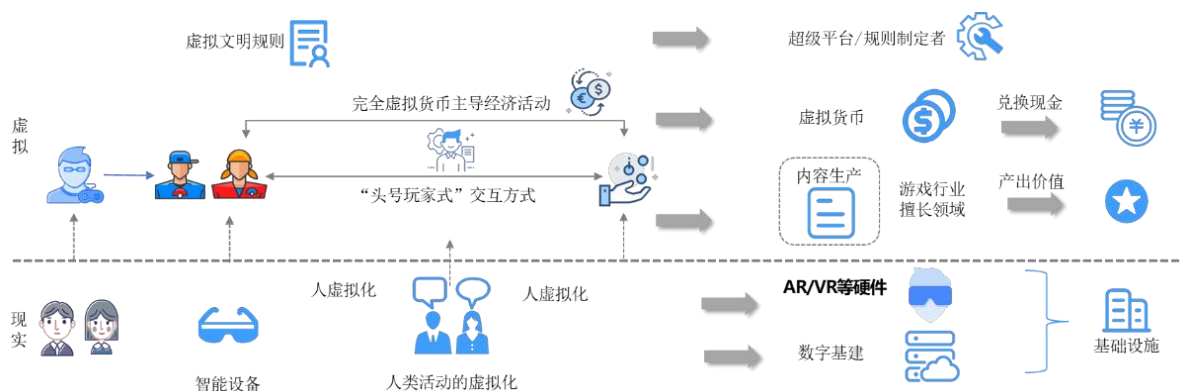 虚拟文明规则
超级平台/规则制定者
完全虚拟货币主导经济活动
虚拟货币
兑换现金
虚拟
“头号玩家式”交互方式
内容生产
游戏行业
擅长领域
产出价值
人虚拟化
人虚拟化
AR/VR等硬件
现实
智能设备
人类活动的虚拟化
数字基建
基础设施